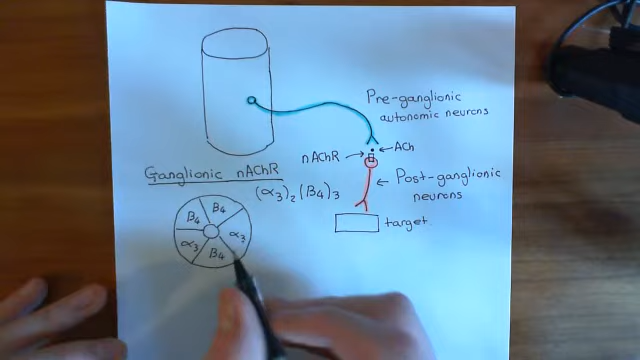 Pre-ganglionic
autonomic neurons
nAChR
ACh
Ganglionic nAChR
(α₃)₂(β₄)₃
Post-ganglionic
neurons
target
β₄
β₄
α₃
α₃
β₄